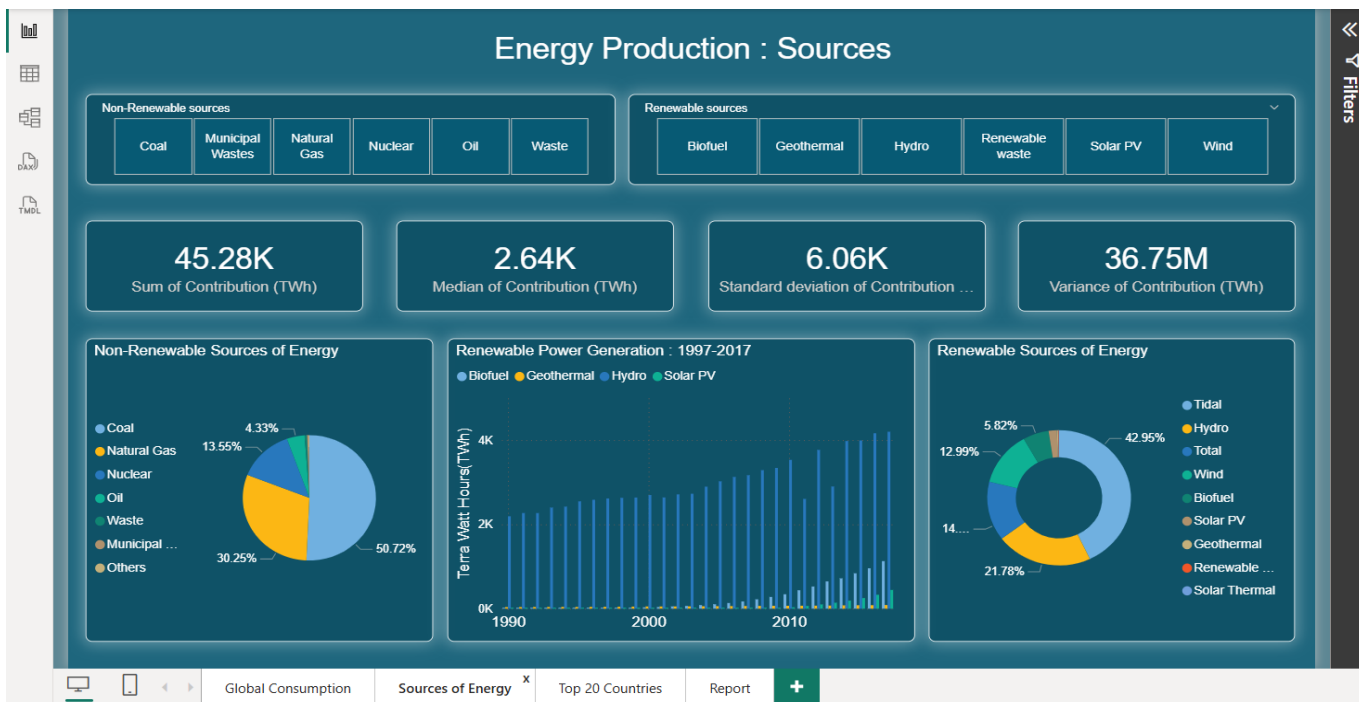 Energy Production : Sources
Filters
DAX
TMDL
Non-Renewable sources
Coal
Municipal
Wastes
Natural
Gas
Nuclear
Oil
Waste
Renewable sources
Biofuel
Geothermal
Hydro
Renewable
waste
Solar PV
Wind
45.28K
Sum of Contribution (TWh)
2.64K
Median of Contribution (TWh)
6.06K
Standard deviation of Contribution ...
36.75M
Variance of Contribution (TWh)
Non-Renewable Sources of Energy
Coal
Natural Gas
Nuclear
Oil
Waste
Municipal ...
Others
4.33%
13.55%
30.25%
50.72%
Renewable Power Generation : 1997-2017
Biofuel Geothermal Hydro Solar PV
Terra Watt Hours(TWh)
4K
2K
0K
1990 2000 2010
Renewable Sources of Energy
5.82%
12.99%
14....
21.78%
42.95%
Tidal
Hydro
Total
Wind
Biofuel
Solar PV
Geothermal
Renewable ...
Solar Thermal
Global Consumption
Sources of Energy x
Top 20 Countries
Report
+